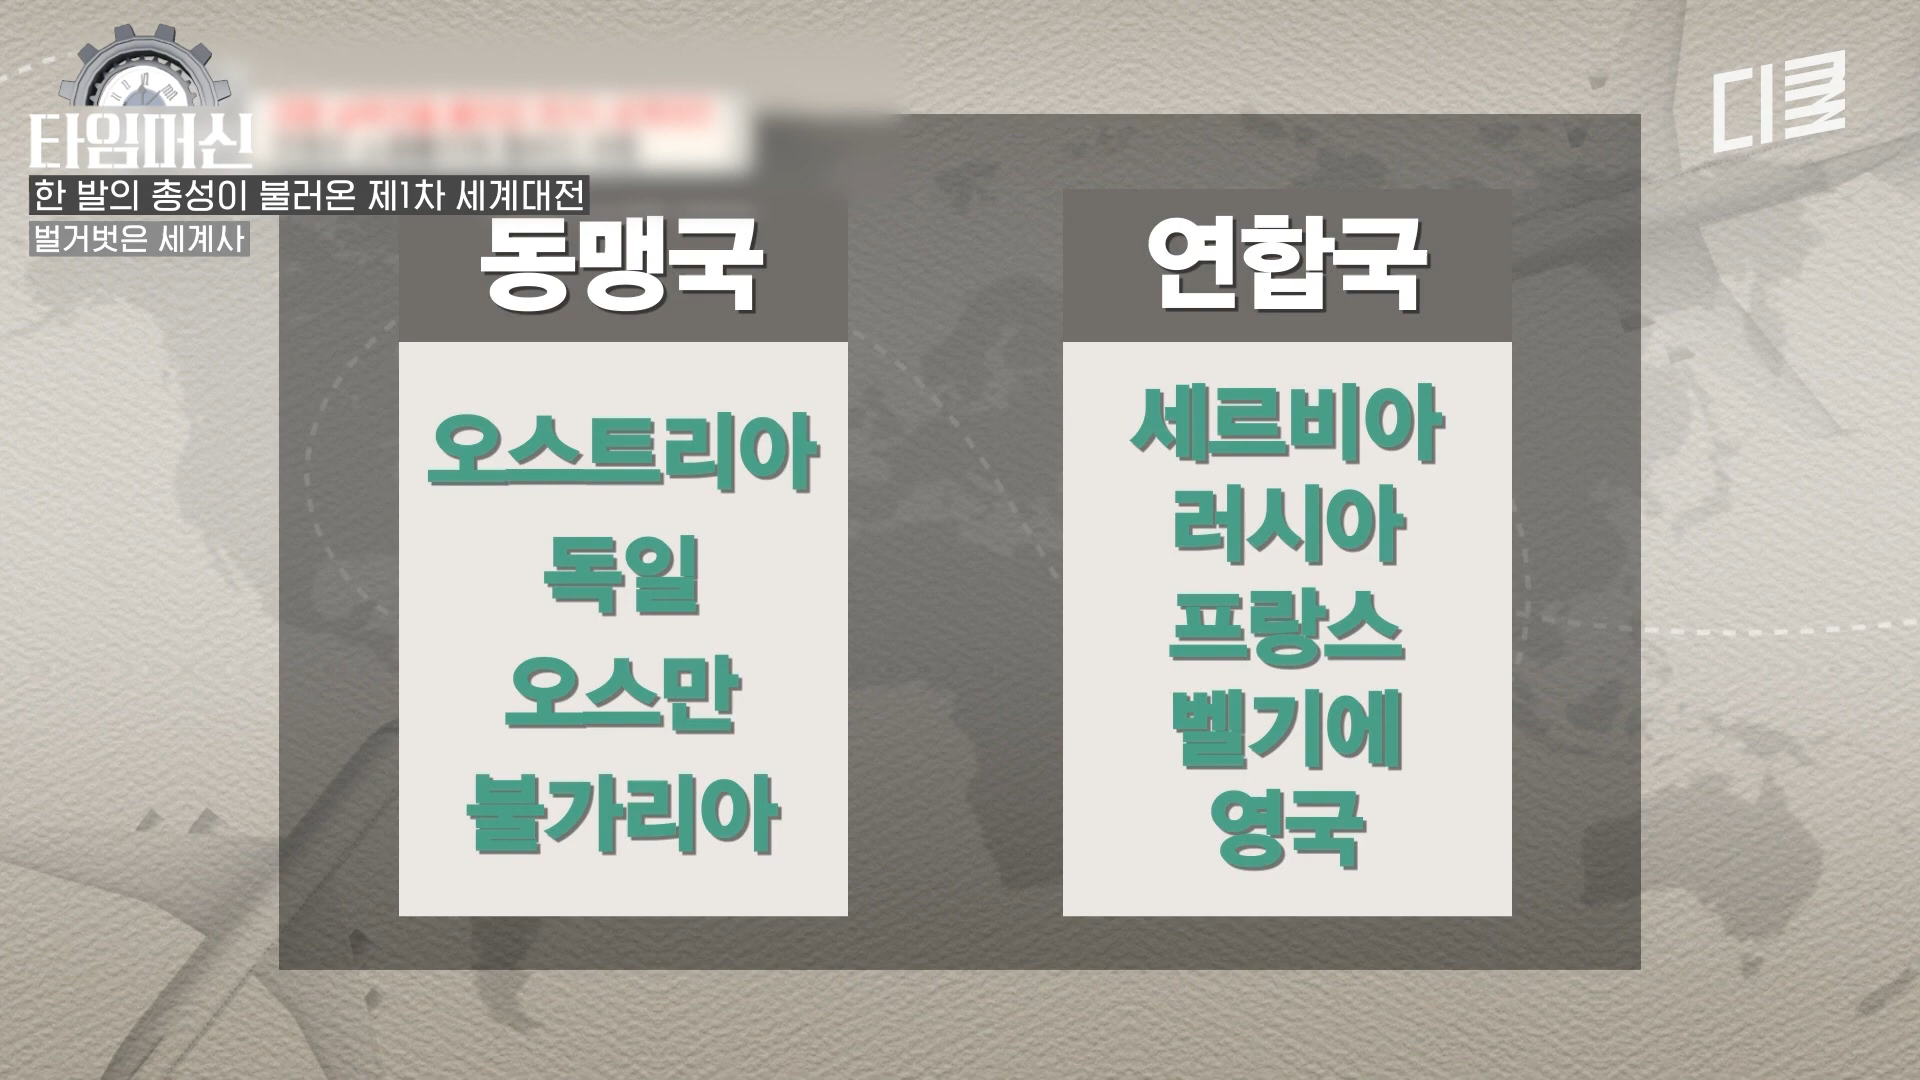 타임머신
디클
한 발의 총성이 불러온 제1차 세계대전
벌거벗은 세계사
동맹국
오스트리아
독일
오스만
불가리아
연합국
세르비아
러시아
프랑스
벨기에
영국